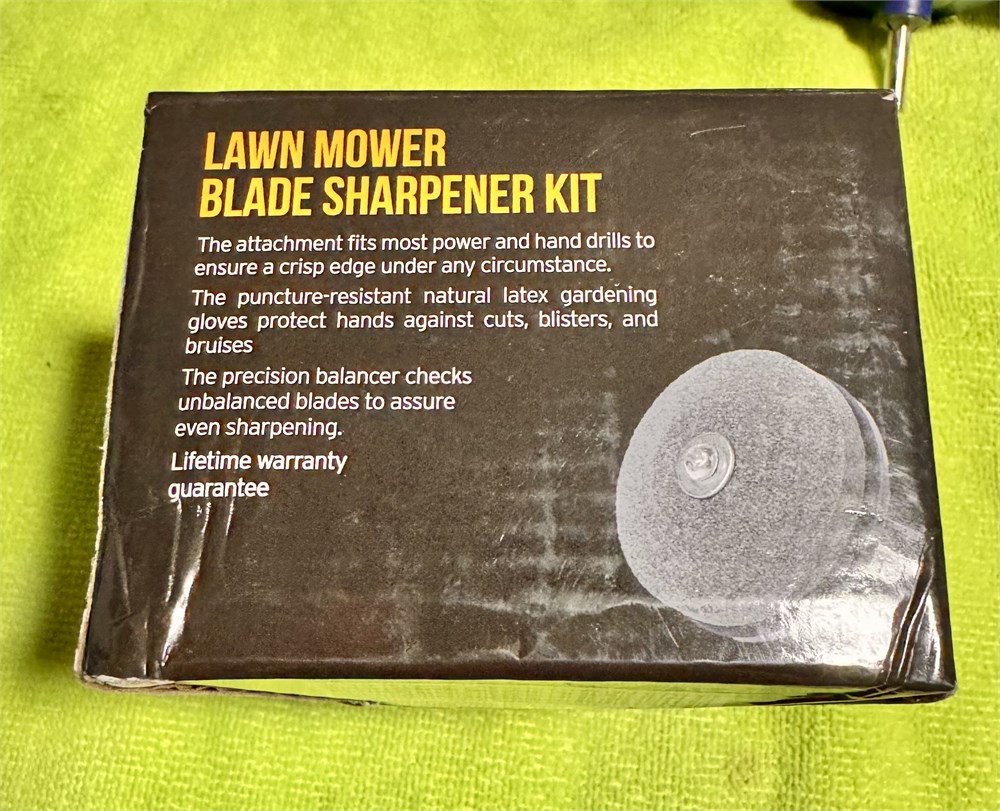 LAWN MOWER
BLADE SHARPENER KIT
The attachment fits most power and hand drills to
ensure a crisp edge under any circumstance.
The puncture-resistant natural latex gardening
gloves protect hands against cuts, blisters, and
bruises
The precision balancer checks
unbalanced blades to assure
even sharpening.
Lifetime warranty
guarantee